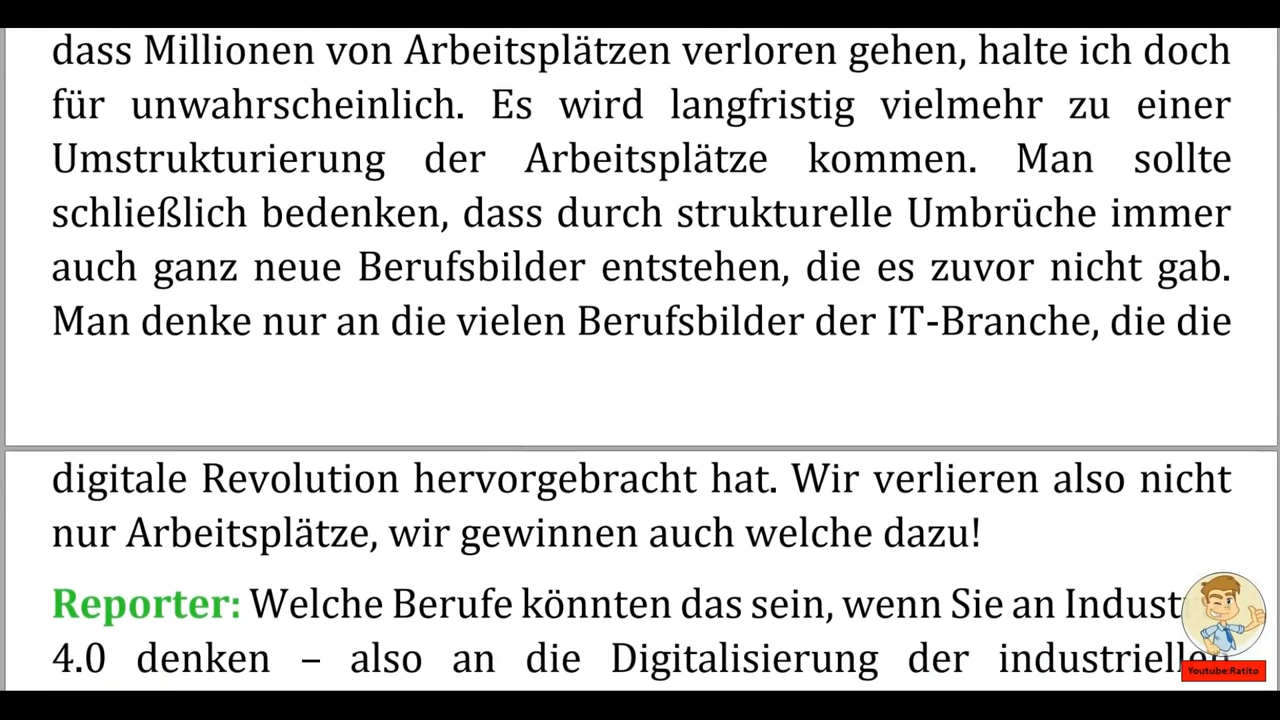 dass Millionen von Arbeitsplätzen verloren gehen, halte ich doch
für unwahrscheinlich. Es wird langfristig vielmehr zu einer
Umstrukturierung der Arbeitsplätze kommen. Man sollte
schließlich bedenken, dass durch strukturelle Umbrüche immer
auch ganz neue Berufsbilder entstehen, die es zuvor nicht gab.
Man denke nur an die vielen Berufsbilder der IT-Branche, die die
digitale Revolution hervorgebracht hat. Wir verlieren also nicht
nur Arbeitsplätze, wir gewinnen auch welche dazu!
Reporter: Welche Berufe könnten das sein, wenn Sie an Indust
4.0 denken – also an die Digitalisierung der industriellen
Youtube:Ratito